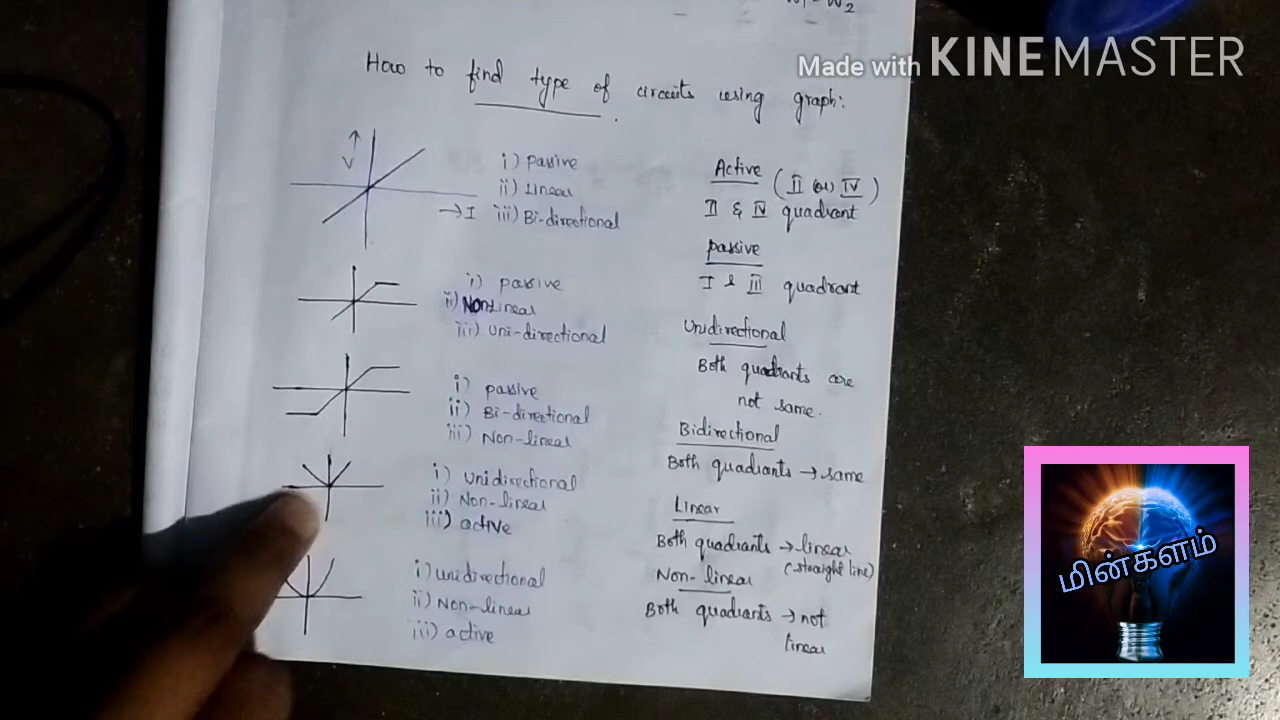 Made with KINEMASTER
How to find type of circuits using graph:
V
→ I
i) passive
ii) Linear
iii) Bi-directional
i) passive
ii) Nonlinear
iii) uni-directional
i) passive
ii) Bi-directional
iii) Non-linear
i) unidirectional
ii) Non-linear
iii) active
i) unidirectional
ii) Non-linear
iii) active
Active (II (or) IV)
II & IV quadrant
passive
I & III quadrant
Unidirectional
Both quadrants are
not same.
Bidirectional
Both quadrants → same
Linear
Both quadrants → linear
(straight line)
Non-linear
Both quadrants → not
linear
மின்களம்